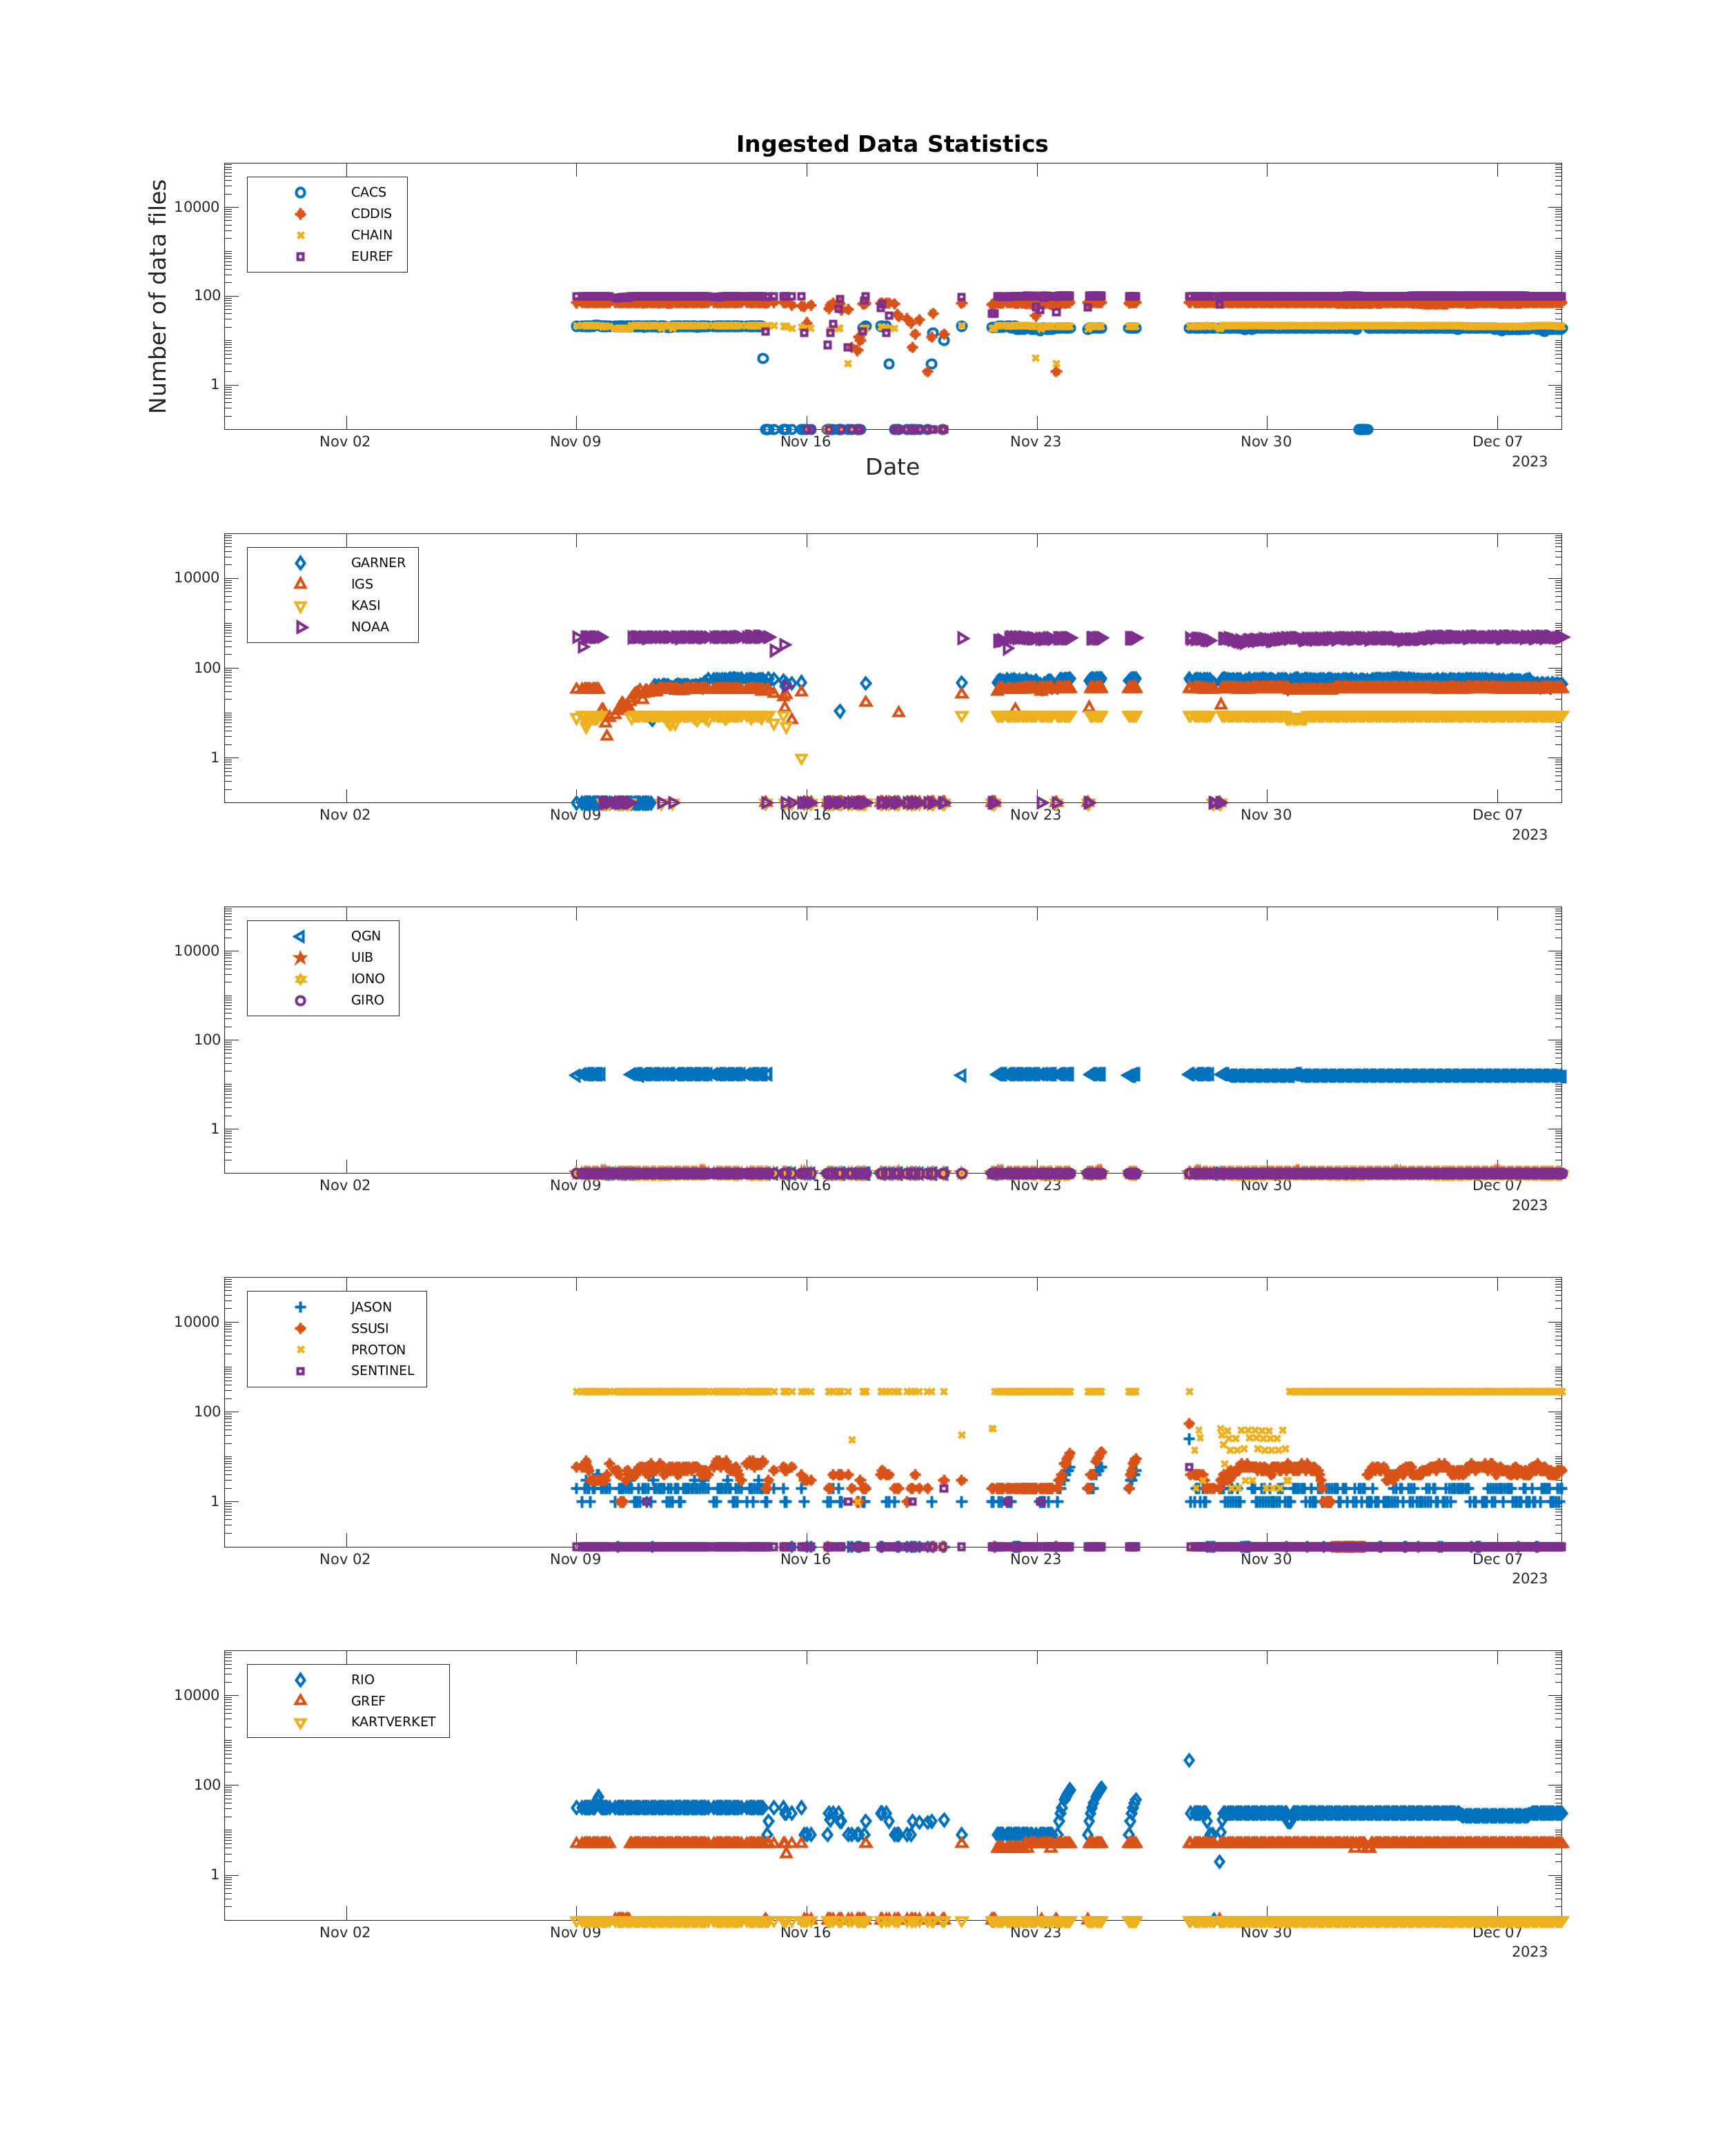 Ingested Data Statistics
Number of data files
CACS
CDDIS
CHAIN
EUREF
10000
100
1
Nov 02 Nov 09 Nov 16 Nov 23 Nov 30 Dec 07
2023
Date
GARNER
IGS
KASI
NOAA
10000
100
1
Nov 02 Nov 09 Nov 16 Nov 23 Nov 30 Dec 07
2023
QGN
UIB
IONO
GIRO
10000
100
1
Nov 02 Nov 09 Nov 16 Nov 23 Nov 30 Dec 07
2023
JASON
SSUSI
PROTON
SENTINEL
10000
100
1
Nov 02 Nov 09 Nov 16 Nov 23 Nov 30 Dec 07
2023
RIO
GREF
KARTVERKET
10000
100
1
Nov 02 Nov 09 Nov 16 Nov 23 Nov 30 Dec 07
2023